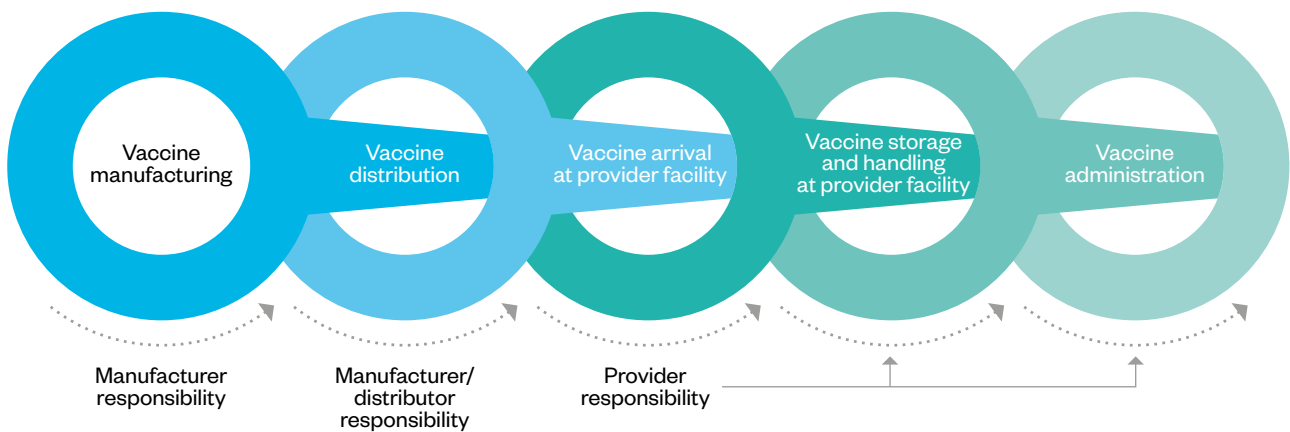 Vaccine
manufacturing
Vaccine
distribution
Vaccine arrival
at provider facility
Vaccine storage
and handling
at provider facility
Vaccine
administration
Manufacturer
responsibility
Manufacturer/
distributor
responsibility
Provider
responsibility